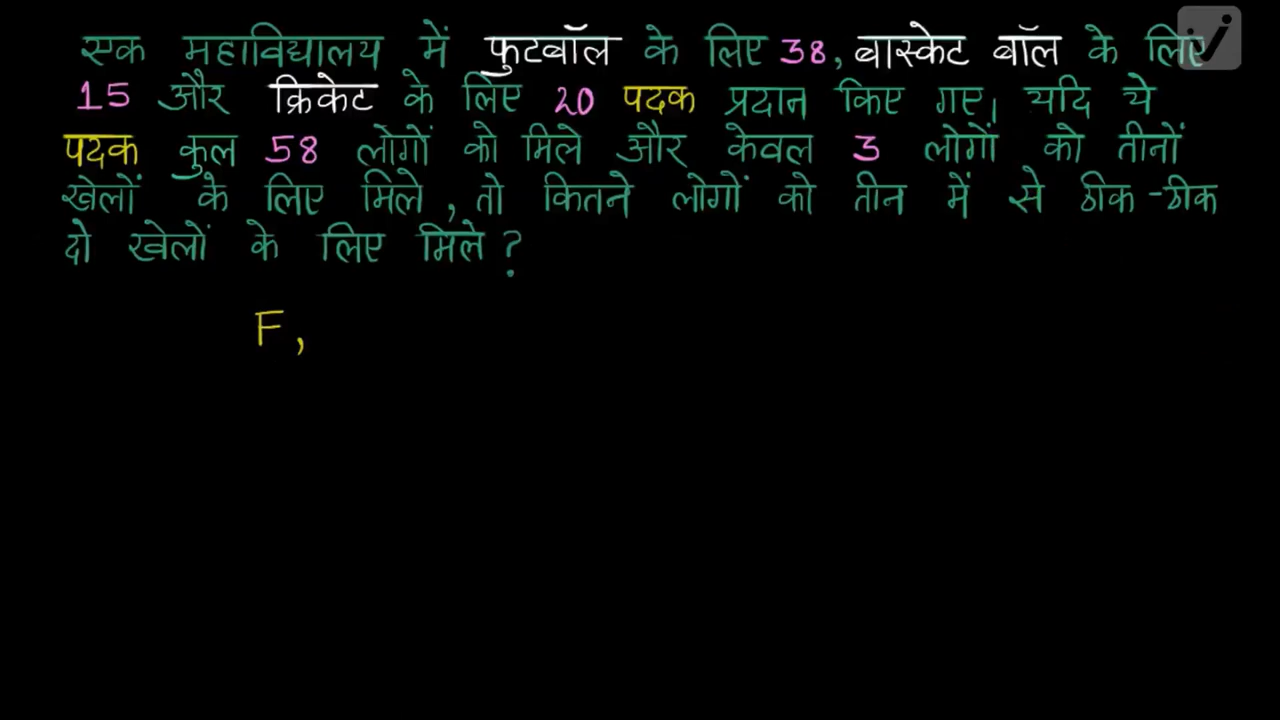 एक महाविद्यालय में फुटबॉल के लिए 38, बास्केट बॉल के लिए
15 और क्रिकेट के लिए 20 पदक प्रदान किए गए। यदि ये
पदक कुल 58 लोगों को मिले और केवल 3 लोगों को तीनों
खेलों के लिए मिले, तो कितने लोगों को तीन में से ठीक-ठीक
दो खेलों के लिए मिले?
F,